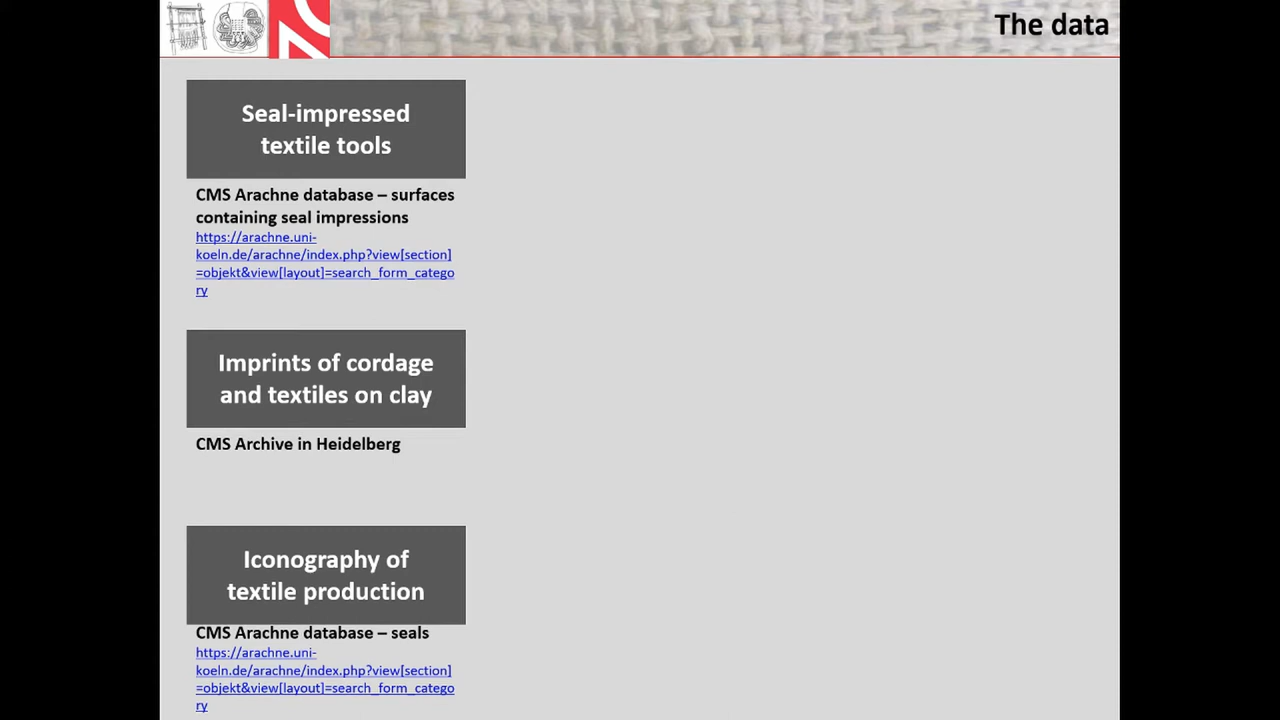 The data
Seal-impressed
textile tools
CMS Arachne database – surfaces
containing seal impressions
https://arachne.uni-
koeln.de/arachne/index.php?view[section]
=objekt&view[layout]=search_form_catego
ry
Imprints of cordage
and textiles on clay
CMS Archive in Heidelberg
Iconography of
textile production
CMS Arachne database – seals
https://arachne.uni-
koeln.de/arachne/index.php?view[section]
=objekt&view[layout]=search_form_catego
ry